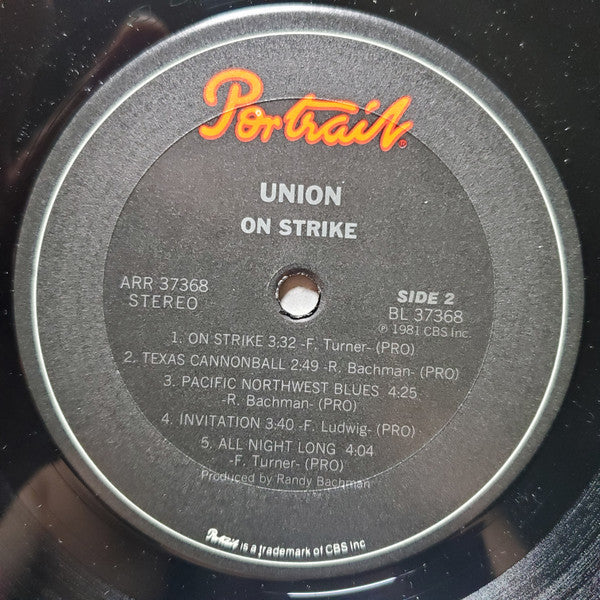 Portrait
UNION
ON STRIKE
ARR 37368
STEREO
SIDE 2
BL 37368
℗ 1981 CBS Inc.
1. ON STRIKE 3:32 -F. Turner- (PRO)
2. TEXAS CANNONBALL 2:49 -R. Bachman- (PRO)
3. PACIFIC NORTHWEST BLUES 4:25
-R. Bachman- (PRO)
4. INVITATION 3:40 -F. Ludwig- (PRO)
5. ALL NIGHT LONG 4:04
-F. Turner- (PRO)
Produced by Randy Bachman
Portrait is a trademark of CBS Inc